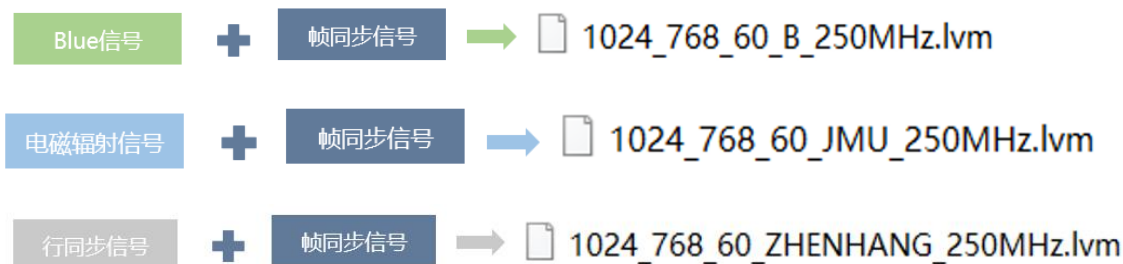 Blue信号 帧同步信号 1024_768_60_B_250MHz.lvm
电磁辐射信号 帧同步信号 1024_768_60_JMU_250MHz.lvm
行同步信号 帧同步信号 1024_768_60_ZHENHANG_250MHz.lvm